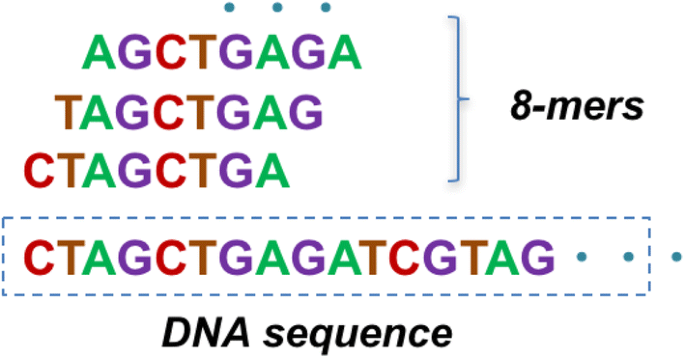 • • •
AGCTGAGA
TAGCTGAG
8-mers
CTAGCTGA
CTAGCTGAGATCGTAG • • •
DNA sequence